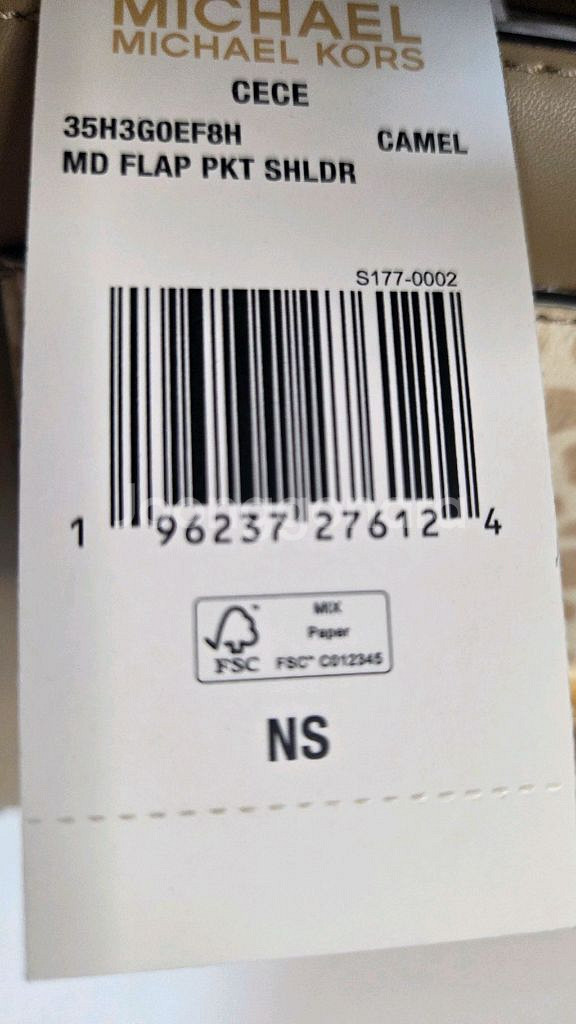 MICHAEL
MICHAEL KORS
CECE
35H3G0EF8H CAMEL
MD FLAP PKT SHLDR
S177-0002
1 96237 27612 4
MIX
Paper
FSC FSC™ C012345
NS